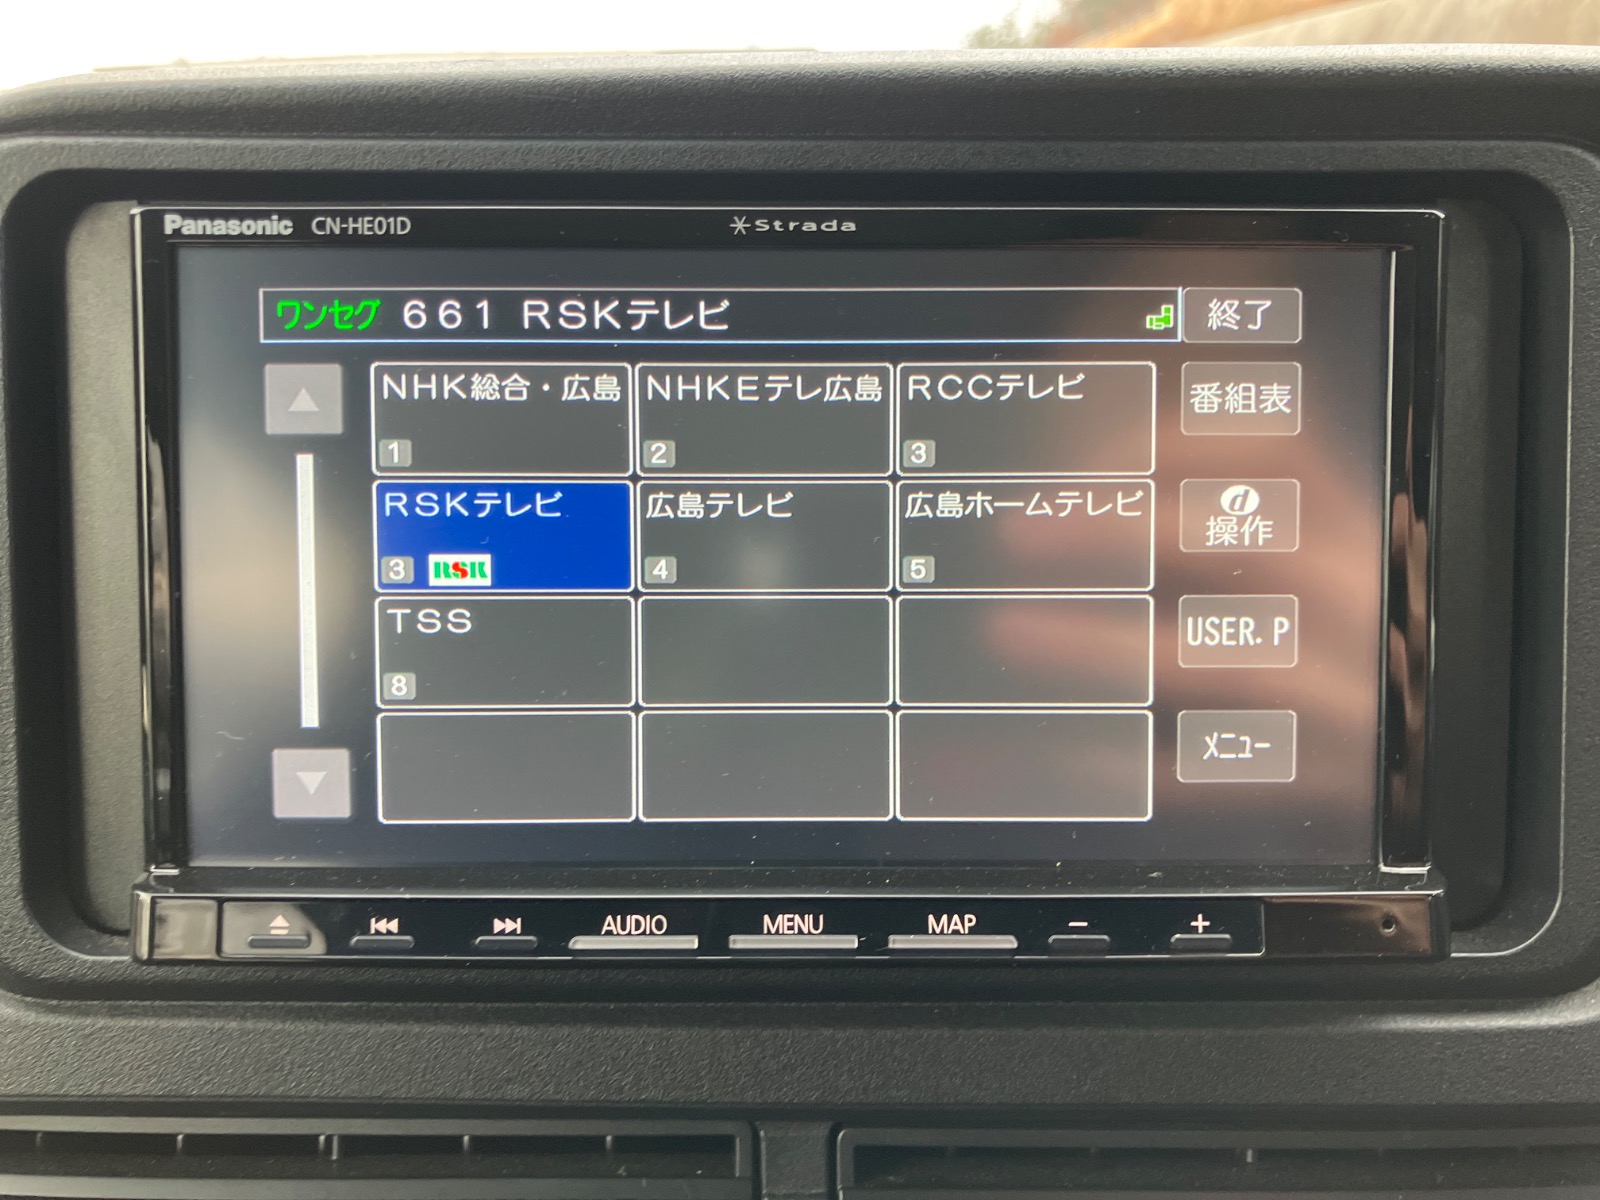 Panasonic CN-HE01D Strada
ワンセグ 661 RSKテレビ 終了
NHK総合・広島 NHKEテレ広島 RCCテレビ 番組表
1 2 3
RSKテレビ 広島テレビ 広島ホームテレビ d
操作
3 RSK 4 5
TSS USER. P
8
メニュー
AUDIO MENU MAP − +